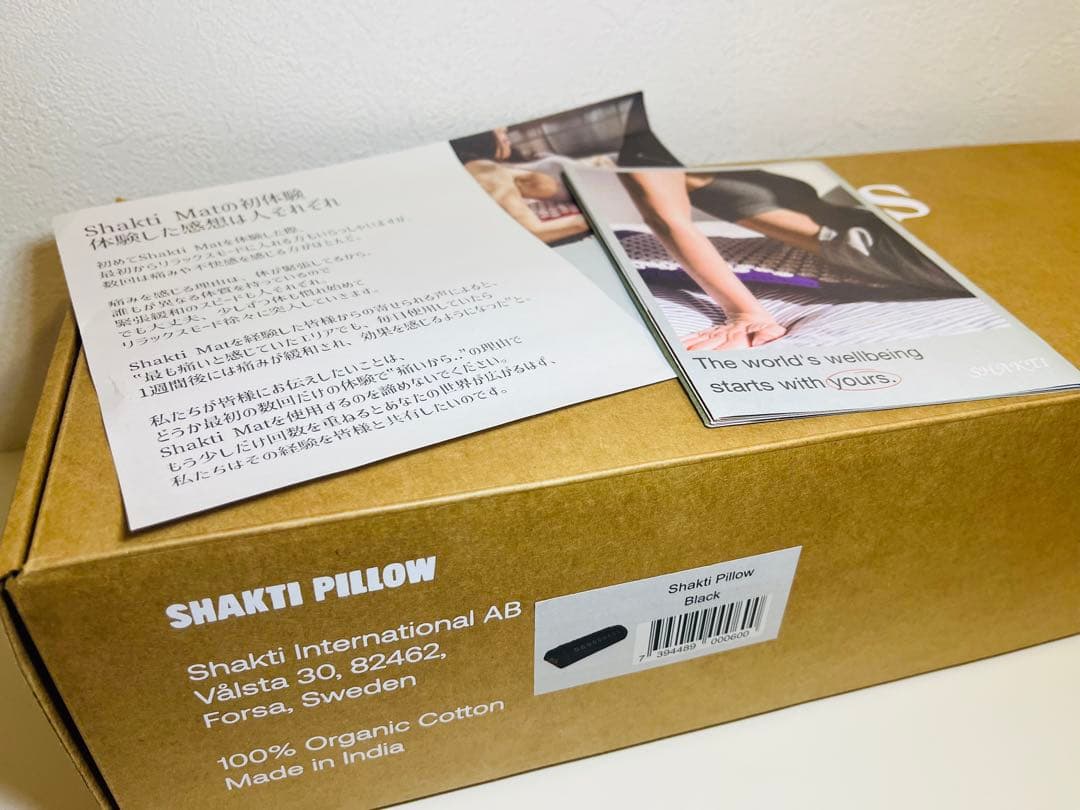 Shakti Matの初体験
体験した感想は人それぞれ
初めてShakti Matを体験した際、
最初からリラックスモードに入れる方もいらっしゃいますが、
数回は痛みや不快感を感じる方がほとんど。
痛みを感じる理由は、体が緊張してるから。
誰もが異なる体質を持っているので
緊張緩和のスピードも人それぞれ。
でも大丈夫、少しずつ体も慣れ始めて
リラックスモード徐々に突入していきます。
Shakti Matを経験した皆様からの寄せられる声によると、
"最も痛いと感じていたエリアでも、毎日使用していたら
1週間後には痛みが緩和され、効果を感じるようになった"と。
私たちが皆様にお伝えしたいことは、
どうか最初の数回だけの体験で"痛いから.."の理由で
Shakti Matを使用するのを諦めないでください。
もう少しだけ回数を重ねるとあなたの世界が広がるはず、
私たちはその経験を皆様と共有したいのです。
The world's wellbeing
starts with yours.
SHAKTI
S
SHAKTI PILLOW
Shakti International AB
Vålsta 30, 82462,
Forsa, Sweden
100% Organic Cotton
Made in India
Shakti Pillow
Black
7 394489 000600